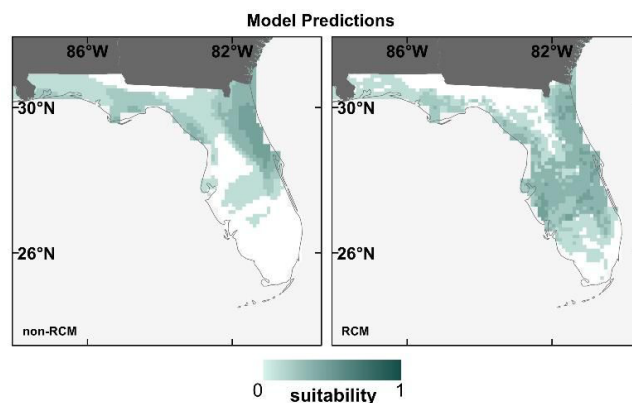 Model Predictions
86°W 82°W 86°W 82°W
30°N 30°N
26°N 26°N
non-RCM RCM
0 1
suitability